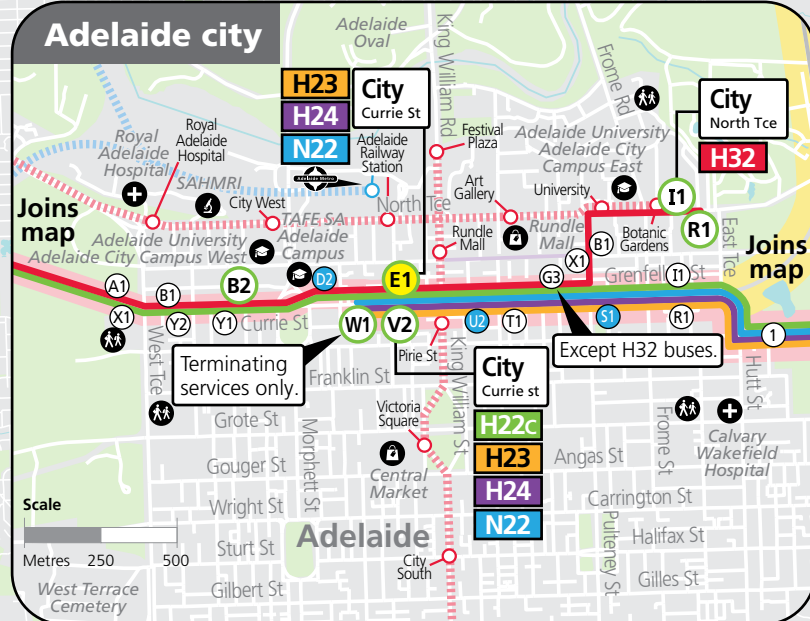 Adelaide city
Adelaide
Oval
King William Rd
Frome Rd
H23
H24
N22
City
Currie St
City
North Tce
H32
Royal
Adelaide
Hospital
Royal
Adelaide
Hospital
SAHMRI
Adelaide
Railway
Station
Adelaide Metro
Festival
Plaza
Adelaide University
Adelaide City
Campus East
City West
TAFE SA
Adelaide
Campus
North Tce
Art
Gallery
University
I1
R1
Botanic
Gardens
East Tce
Joins
map
Adelaide University
Adelaide City Campus West
Rundle
Mall
Rundle
Mall
Joins
map
A1
B1
B2
D2
E1
G3
X1
B1
Grenfell St
I1
X1
Y2
Y1
Currie St
W1
V2
Pirie St
U2
T1
S1
R1
1
West Tce
Terminating
services only.
Franklin St
King William St
City
Currie st
Except H32 buses.
H22c
H23
H24
N22
Hutt St
Grote St
Morphett St
Victoria
Square
Frome St
Calvary
Wakefield
Hospital
Gouger St
Central
Market
Angas St
Wright St
Carrington St
Scale
Metres 250 500
Sturt St
Adelaide
Pulteney St
Halifax St
City
South
Gilbert St
Gilles St
West Terrace
Cemetery